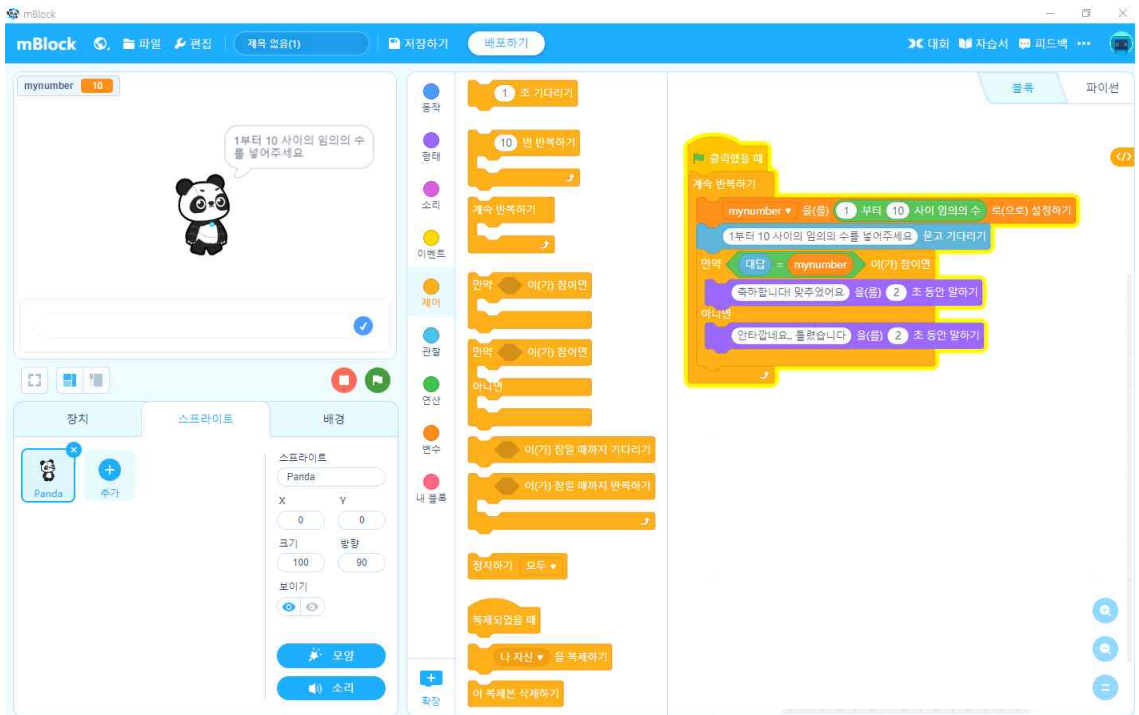 mBlock
mBlock 파일 편집 제목 없음(1) 저장하기 배포하기 대회 자습서 피드백
mynumber 10
1부터 10 사이의 임의의 수
를 넣어주세요
장치 스프라이트 배경
Panda
추가
스프라이트
Panda
X Y
0 0
크기 방향
100 90
보이기
모양
소리
동작
형태
소리
이벤트
제어
관찰
연산
변수
내 블록
확장
1 초 기다리기
10 번 반복하기
계속 반복하기
만약 이(가) 참이면
만약 이(가) 참이면
아니면
이(가) 참일 때까지 기다리기
이(가) 참일 때까지 반복하기
정지하기 모두
복제되었을 때
나 자신 을 복제하기
이 복제본 삭제하기
블록 파이썬
클릭했을 때
계속 반복하기
mynumber 을(를) 1 부터 10 사이 임의의 수 로(으로) 설정하기
1부터 10 사이의 임의의 수를 넣어주세요 묻고 기다리기
만약 대답 = mynumber 이(가) 참이면
축하합니다! 맞추었어요 을(를) 2 초 동안 말하기
아니면
안타깝네요.. 틀렸습니다 을(를) 2 초 동안 말하기